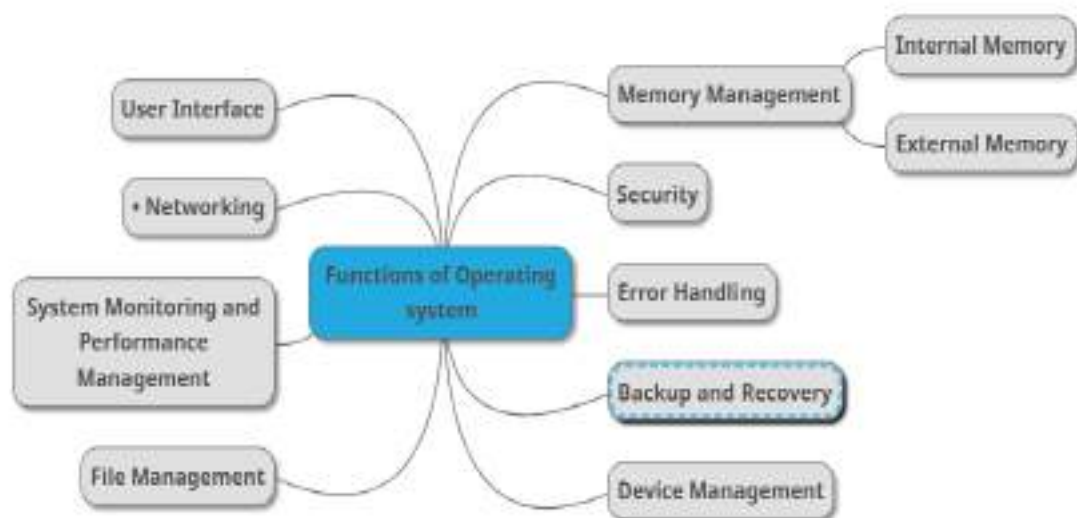 Functions of Operating
system
User Interface
• Networking
System Monitoring and
Performance
Management
File Management
Memory Management
Internal Memory
External Memory
Security
Error Handling
Backup and Recovery
Device Management